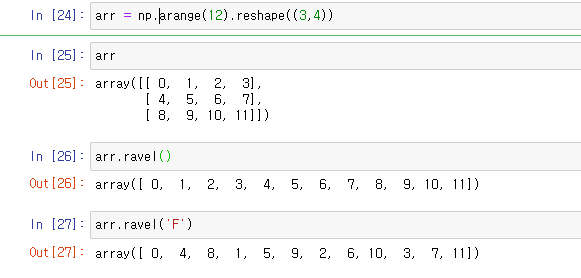 In [24]: arr = np.arange(12).reshape((3,4))
In [25]: arr
Out[25]: array([[ 0,  1,  2,  3],
       [ 4,  5,  6,  7],
       [ 8,  9, 10, 11]])
In [26]: arr.ravel()
Out[26]: array([ 0,  1,  2,  3,  4,  5,  6,  7,  8,  9, 10, 11])
In [27]: arr.ravel('F')
Out[27]: array([ 0,  4,  8,  1,  5,  9,  2,  6, 10,  3,  7, 11])